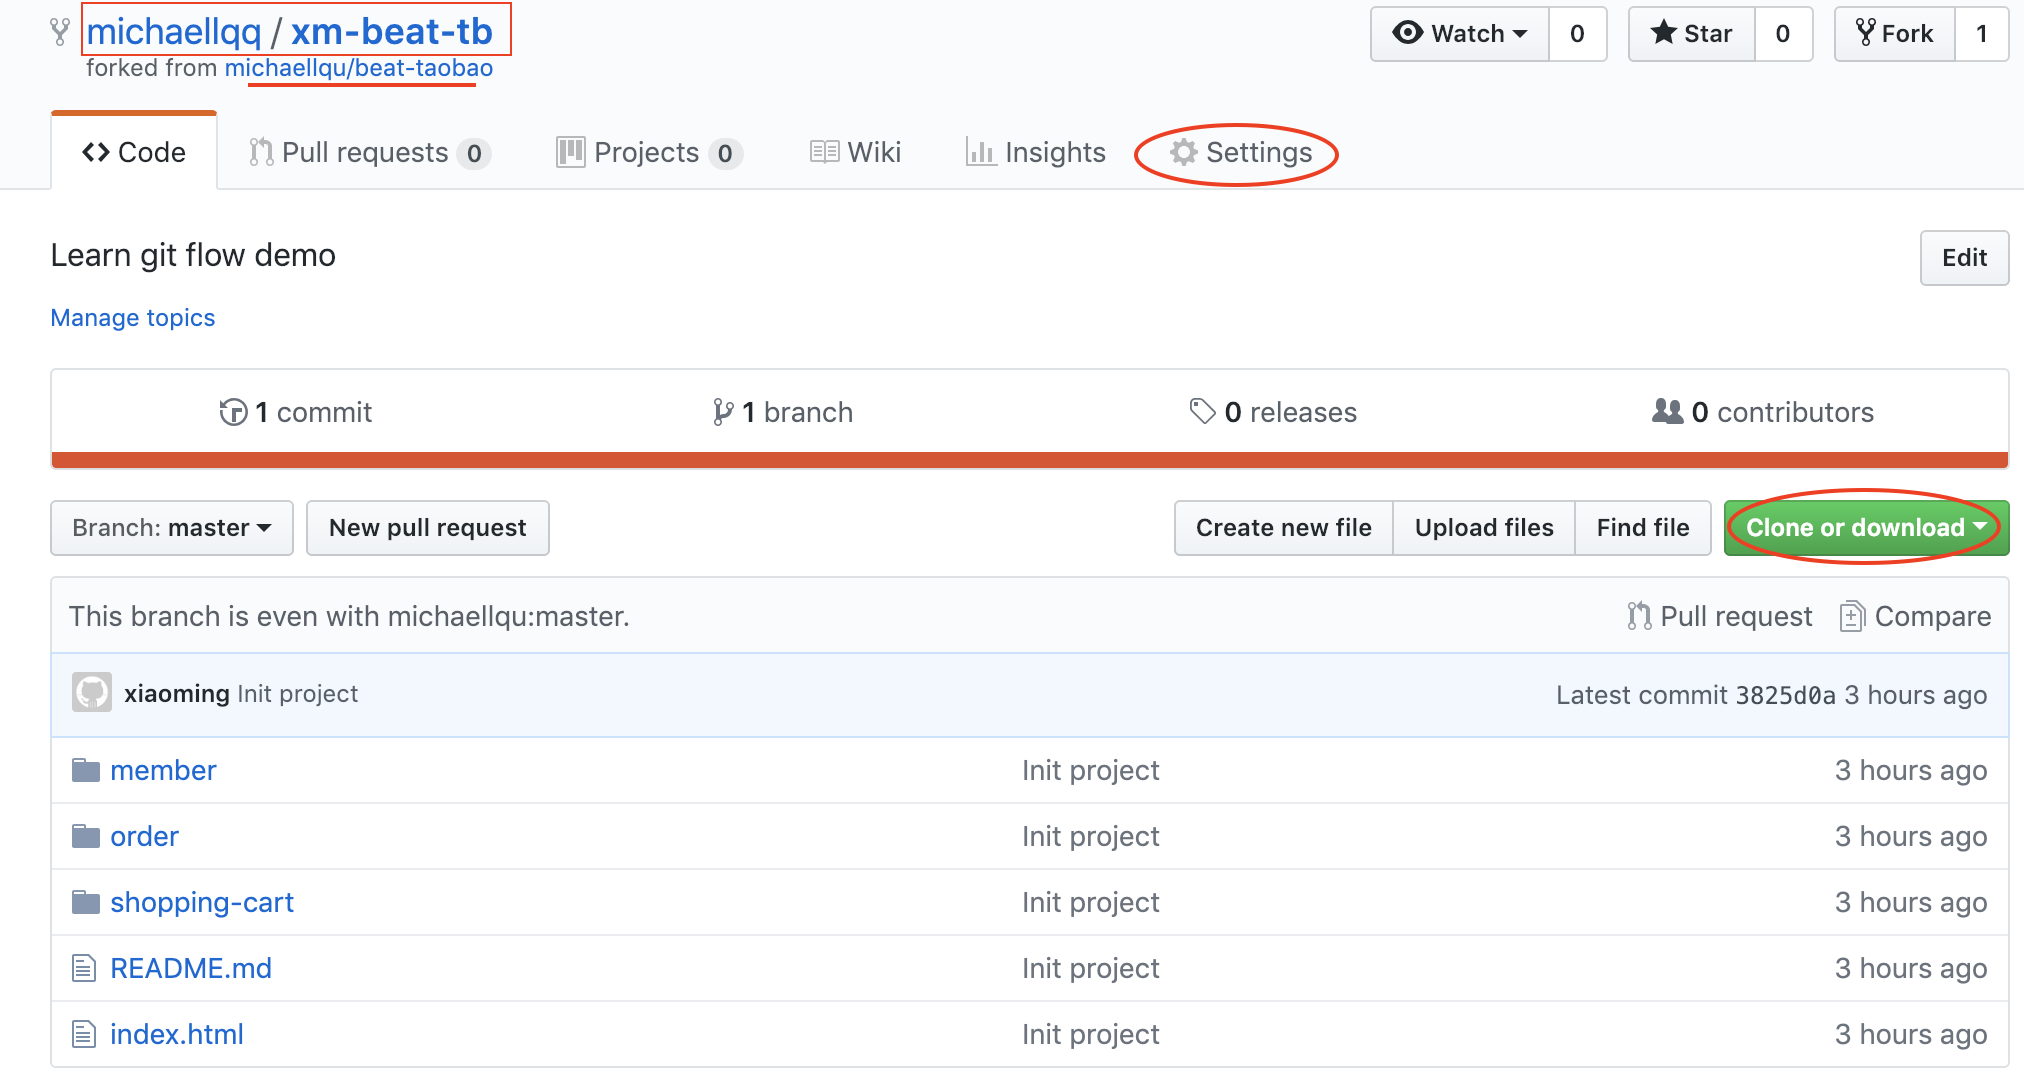 michaellqq / xm-beat-tb
Watch 0 Star 0 Fork 1
forked from michaellqu/beat-taobao
Code Pull requests 0 Projects 0 Wiki Insights Settings
Learn git flow demo
Edit
Manage topics
1 commit 1 branch 0 releases 0 contributors
Branch: master New pull request Create new file Upload files Find file Clone or download
This branch is even with michaellqu:master. Pull request Compare
xiaoming Init project Latest commit 3825d0a 3 hours ago
member Init project 3 hours ago
order Init project 3 hours ago
shopping-cart Init project 3 hours ago
README.md Init project 3 hours ago
index.html Init project 3 hours ago